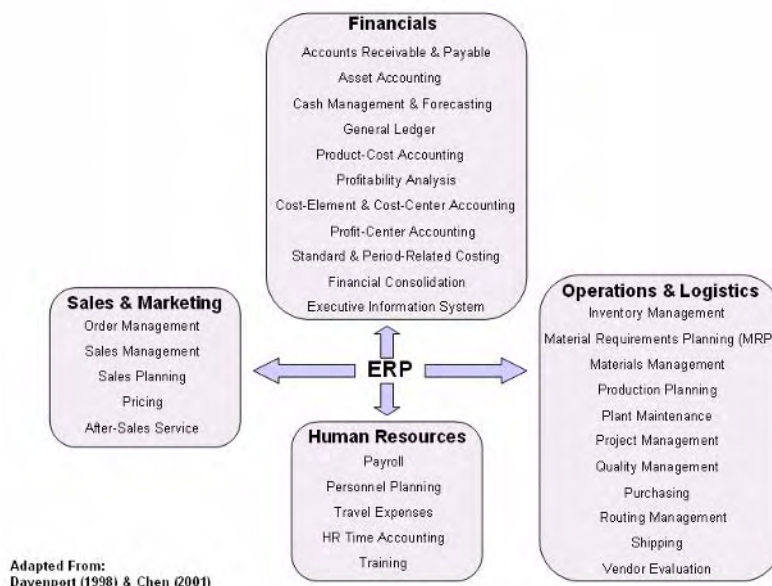 Financials
Accounts Receivable & Payable
Asset Accounting
Cash Management & Forecasting
General Ledger
Product-Cost Accounting
Profitability Analysis
Cost-Element & Cost-Center Accounting
Profit-Center Accounting
Standard & Period-Related Costing
Financial Consolidation
Executive Information System
Sales & Marketing
Order Management
Sales Management
Sales Planning
Pricing
After-Sales Service
ERP
Operations & Logistics
Inventory Management
Material Requirements Planning (MRP
Materials Management
Production Planning
Plant Maintenance
Project Management
Quality Management
Purchasing
Routing Management
Shipping
Vendor Evaluation
Human Resources
Payroll
Personnel Planning
Travel Expenses
HR Time Accounting
Training
Adapted From:
Davenport (1998) & Chen (2001)